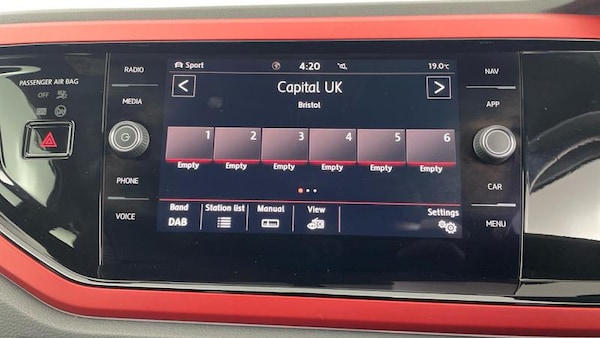 PASSENGER AIR BAG
OFF
RADIO
MEDIA
PHONE
VOICE
Sport
4:20
19.0°C
Capital UK
Bristol
1 2 3 4 5 6
Empty Empty Empty Empty Empty Empty
Band Station list Manual View Settings
DAB
NAV
APP
CAR
MENU